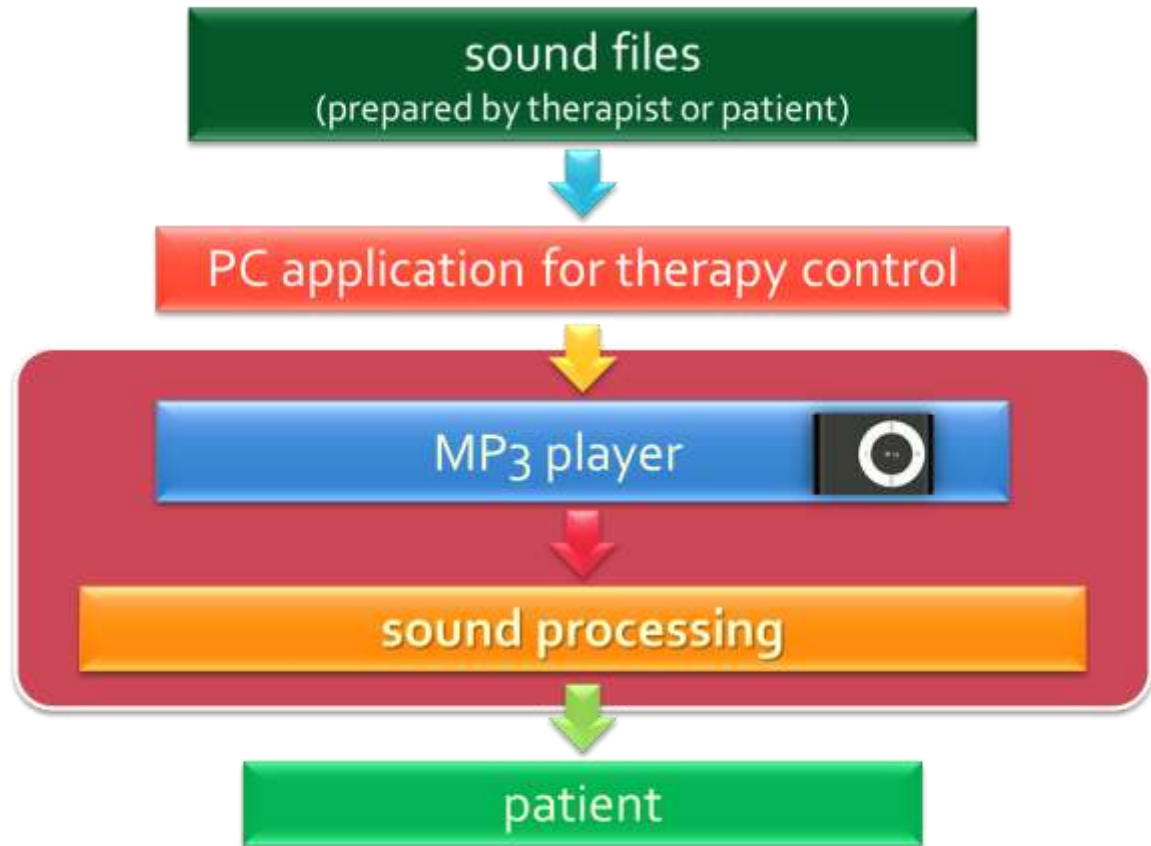 sound files
(prepared by therapist or patient)
PC application for therapy control
MP3 player
sound processing
patient